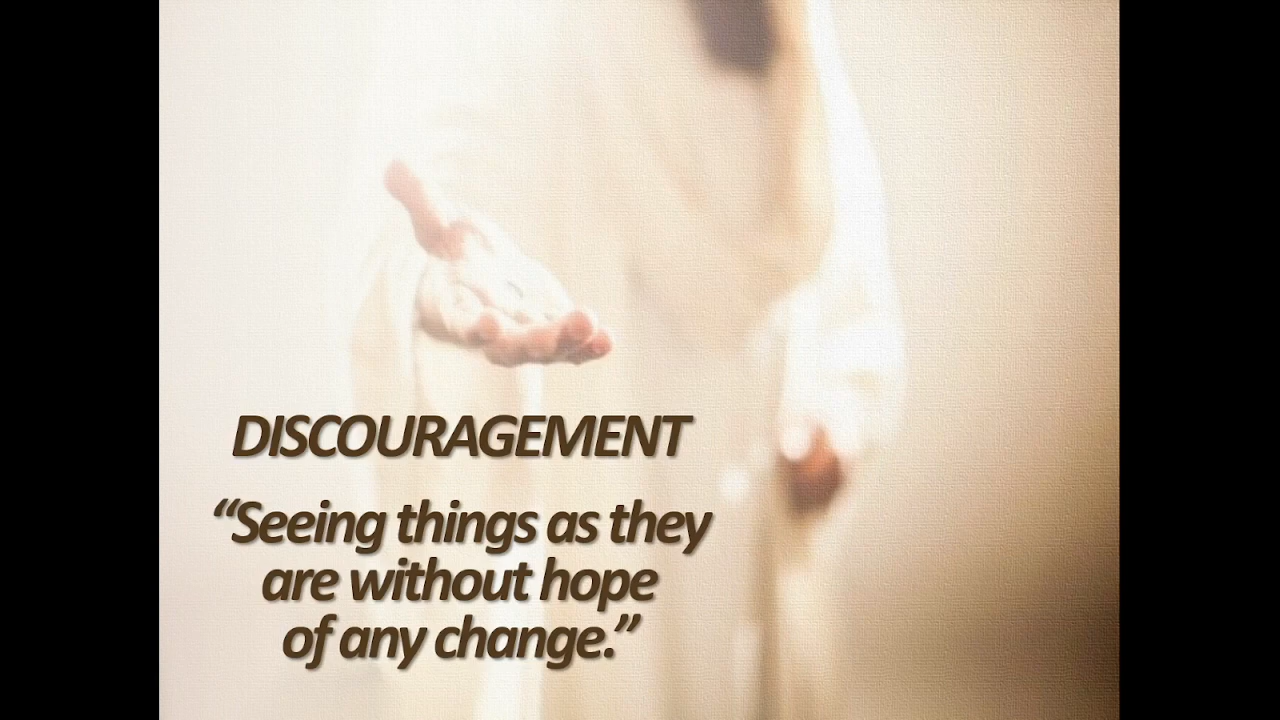 DISCOURAGEMENT
“Seeing things as they
are without hope
of any change.”